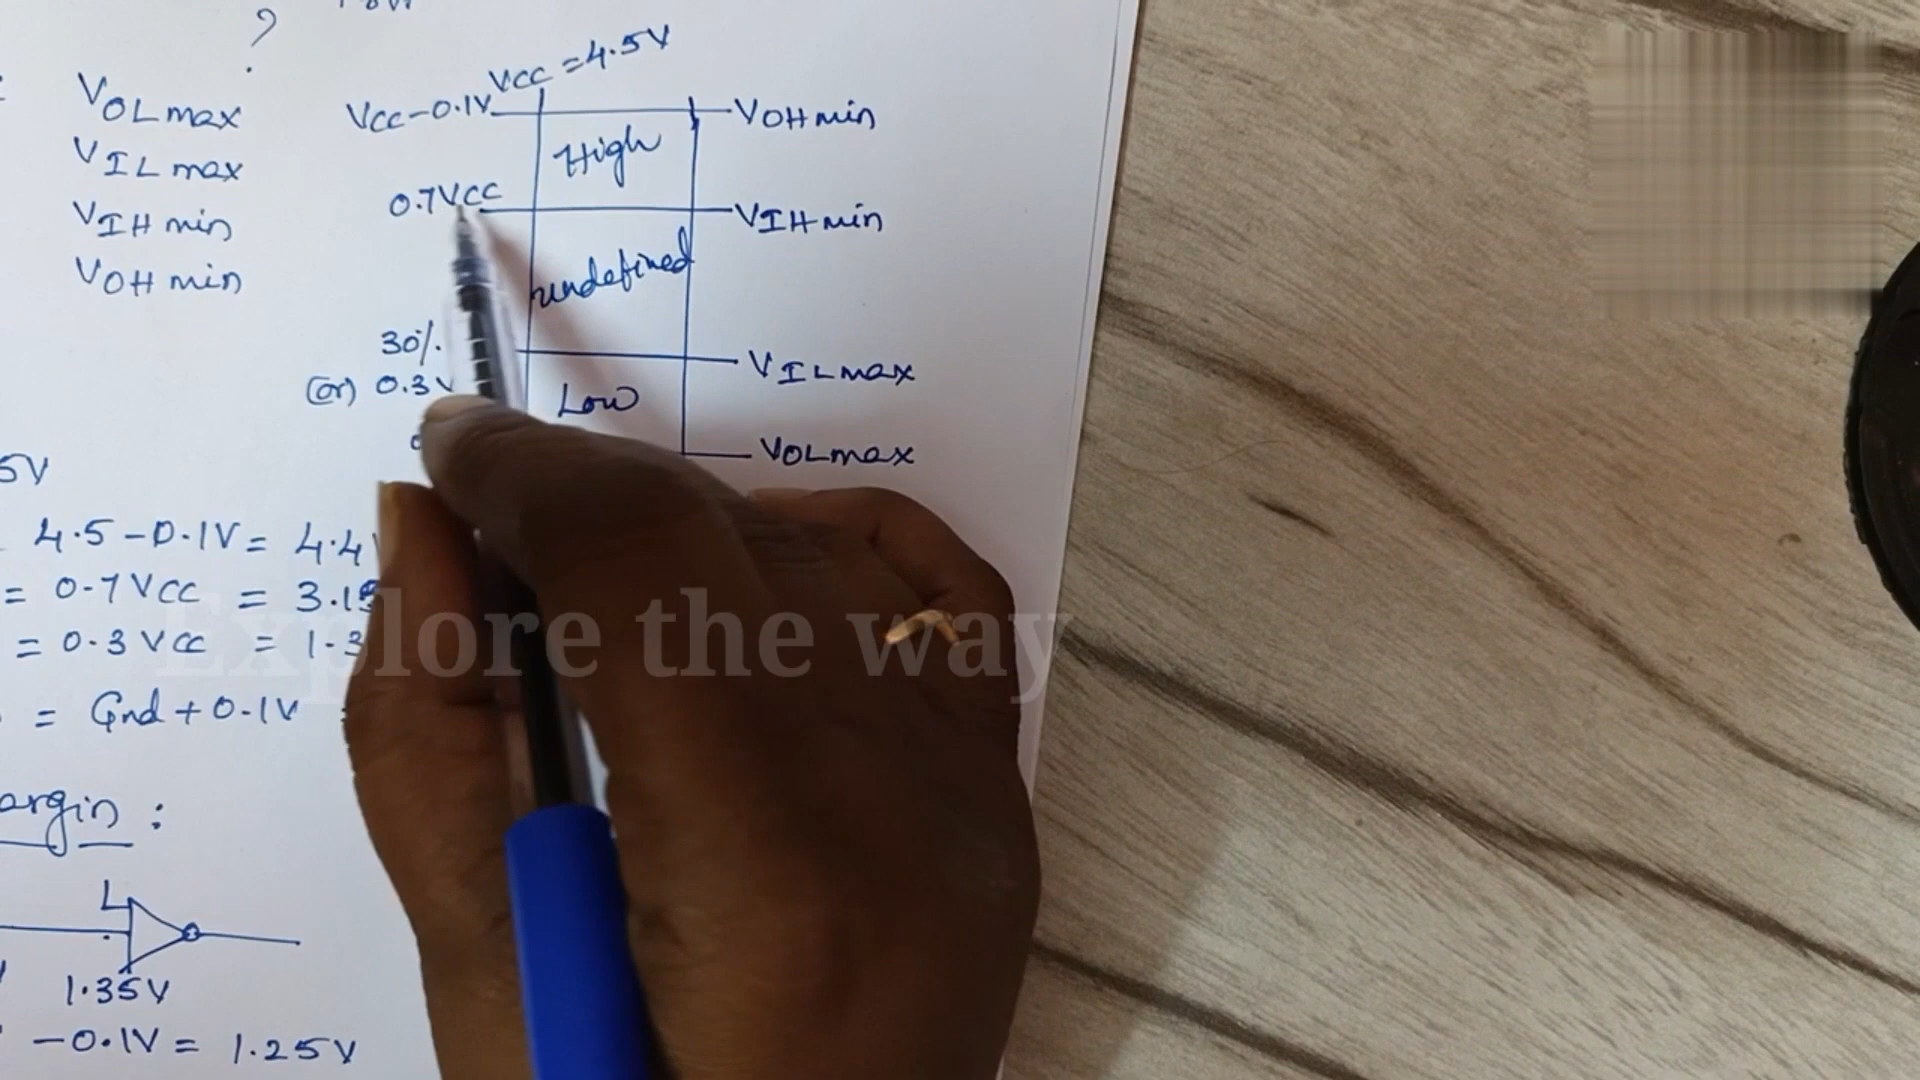 ?
VCC = 4.5V
VOLmax
VCC-0.1V
VOHmin
High
VILmax
0.7VCC
VIHmin
VIHmin
VOHmin
undefined
30%
VILmax
(or) 0.3V
Low
VOLmax
5V
4.5-0.1V = 4.4V
= 0.7VCC = 3.15
= 0.3VCC = 1.3
= Gnd + 0.1V
Explore the way
argin :
1.35V
-0.1V = 1.25V